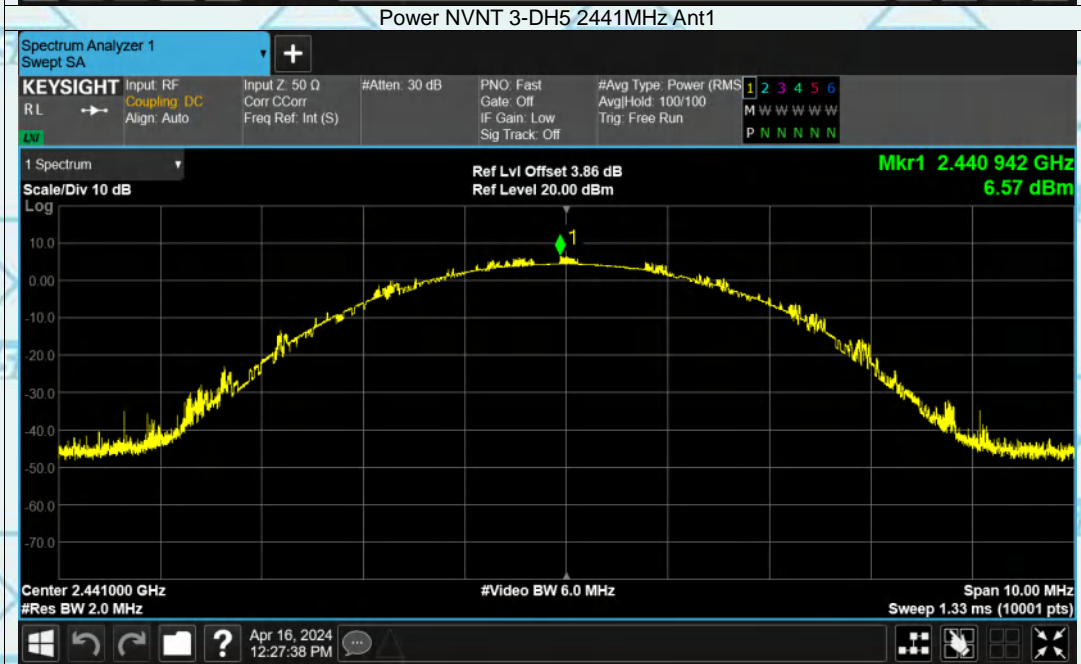 Power NVNT 3-DH5 2441MHz Ant1
Spectrum Analyzer 1
Swept SA
+
KEYSIGHT Input: RF Input Z: 50 Ω #Atten: 30 dB PNO: Fast #Avg Type: Power (RMS 1 2 3 4 5 6
RL Coupling: DC Corr CCorr Gate: Off Avg|Hold: 100/100 M W W W W W
Align: Auto Freq Ref: Int (S) IF Gain: Low Trig: Free Run
LXI Sig Track: Off P N N N N N
1 Spectrum Ref Lvl Offset 3.86 dB Mkr1 2.440 942 GHz
Scale/Div 10 dB Ref Level 20.00 dBm 6.57 dBm
Log
1
10.0
0.00
-10.0
-20.0
-30.0
-40.0
-50.0
-60.0
-70.0
Center 2.441000 GHz #Video BW 6.0 MHz Span 10.00 MHz
#Res BW 2.0 MHz Sweep 1.33 ms (10001 pts)
? Apr 16, 2024
12:27:38 PM